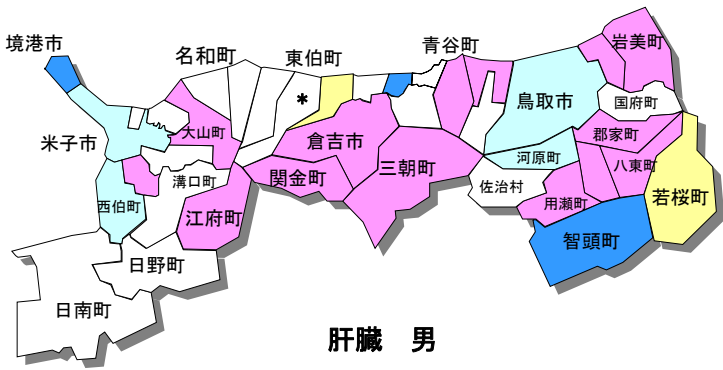 境港市
名和町
東伯町
青谷町
岩美町
米子市
大山町
*
倉吉市
鳥取市
国府町
郡家町
河原町
八東町
三朝町
関金町
溝口町
西伯町
江府町
佐治村
用瀬町
若桜町
智頭町
日野町
日南町
肝臓 男